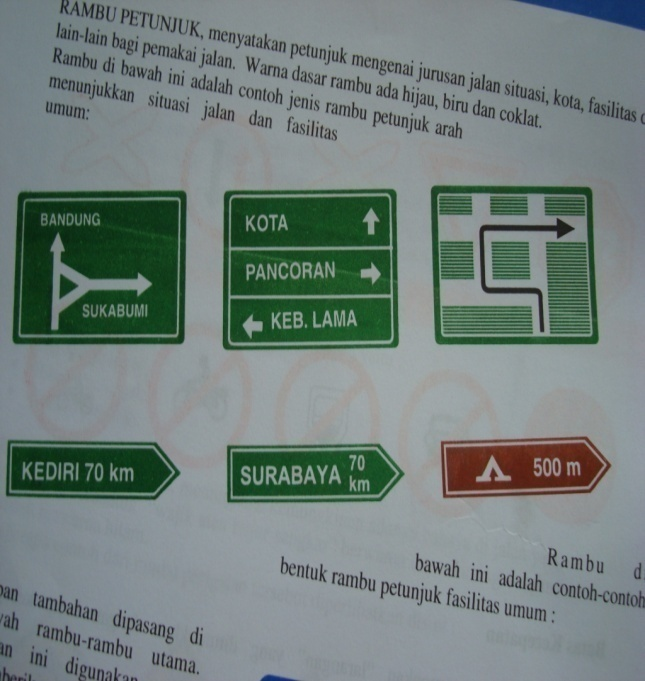 RAMBU PETUNJUK, menyatakan petunjuk mengenai jurusan jalan situasi, kota, fasilitas
lain-lain bagi pemakai jalan. Warna dasar rambu ada hijau, biru dan coklat.
Rambu di bawah ini adalah contoh jenis rambu petunjuk arah
menunjukkan situasi jalan dan fasilitas
umum:
BANDUNG
SUKABUMI
KOTA
PANCORAN
KEB. LAMA
KEDIRI 70 km
SURABAYA 70 km
500 m
Rambu d
bawah ini adalah contoh-contoh
bentuk rambu petunjuk fasilitas umum :
tambahan dipasang di
rambu-rambu utama.
ini digunakan